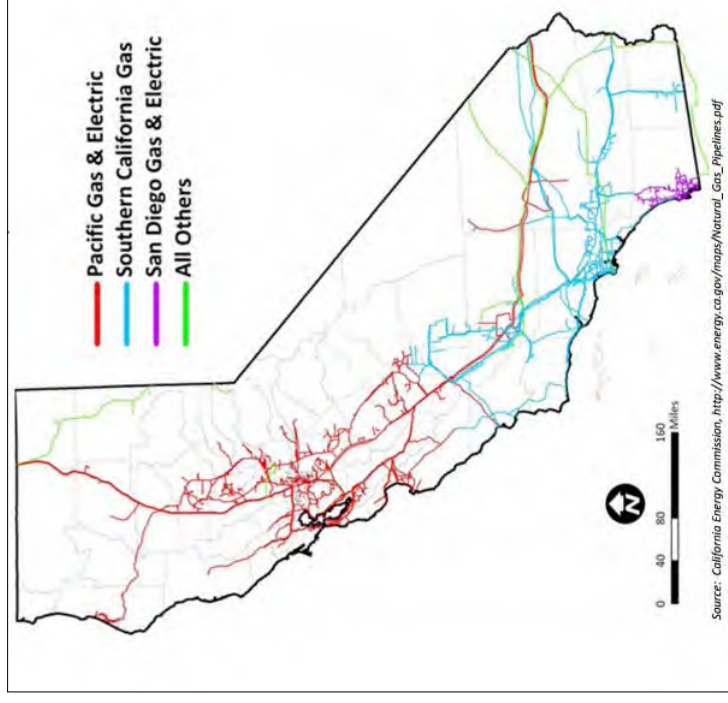 Pacific Gas & Electric
Southern California Gas
San Diego Gas & Electric
All Others
N
0 40 80 160
Miles
Source: California Energy Commission, http://www.energy.ca.gov/maps/Natural_Gas_Pipelines.pdf